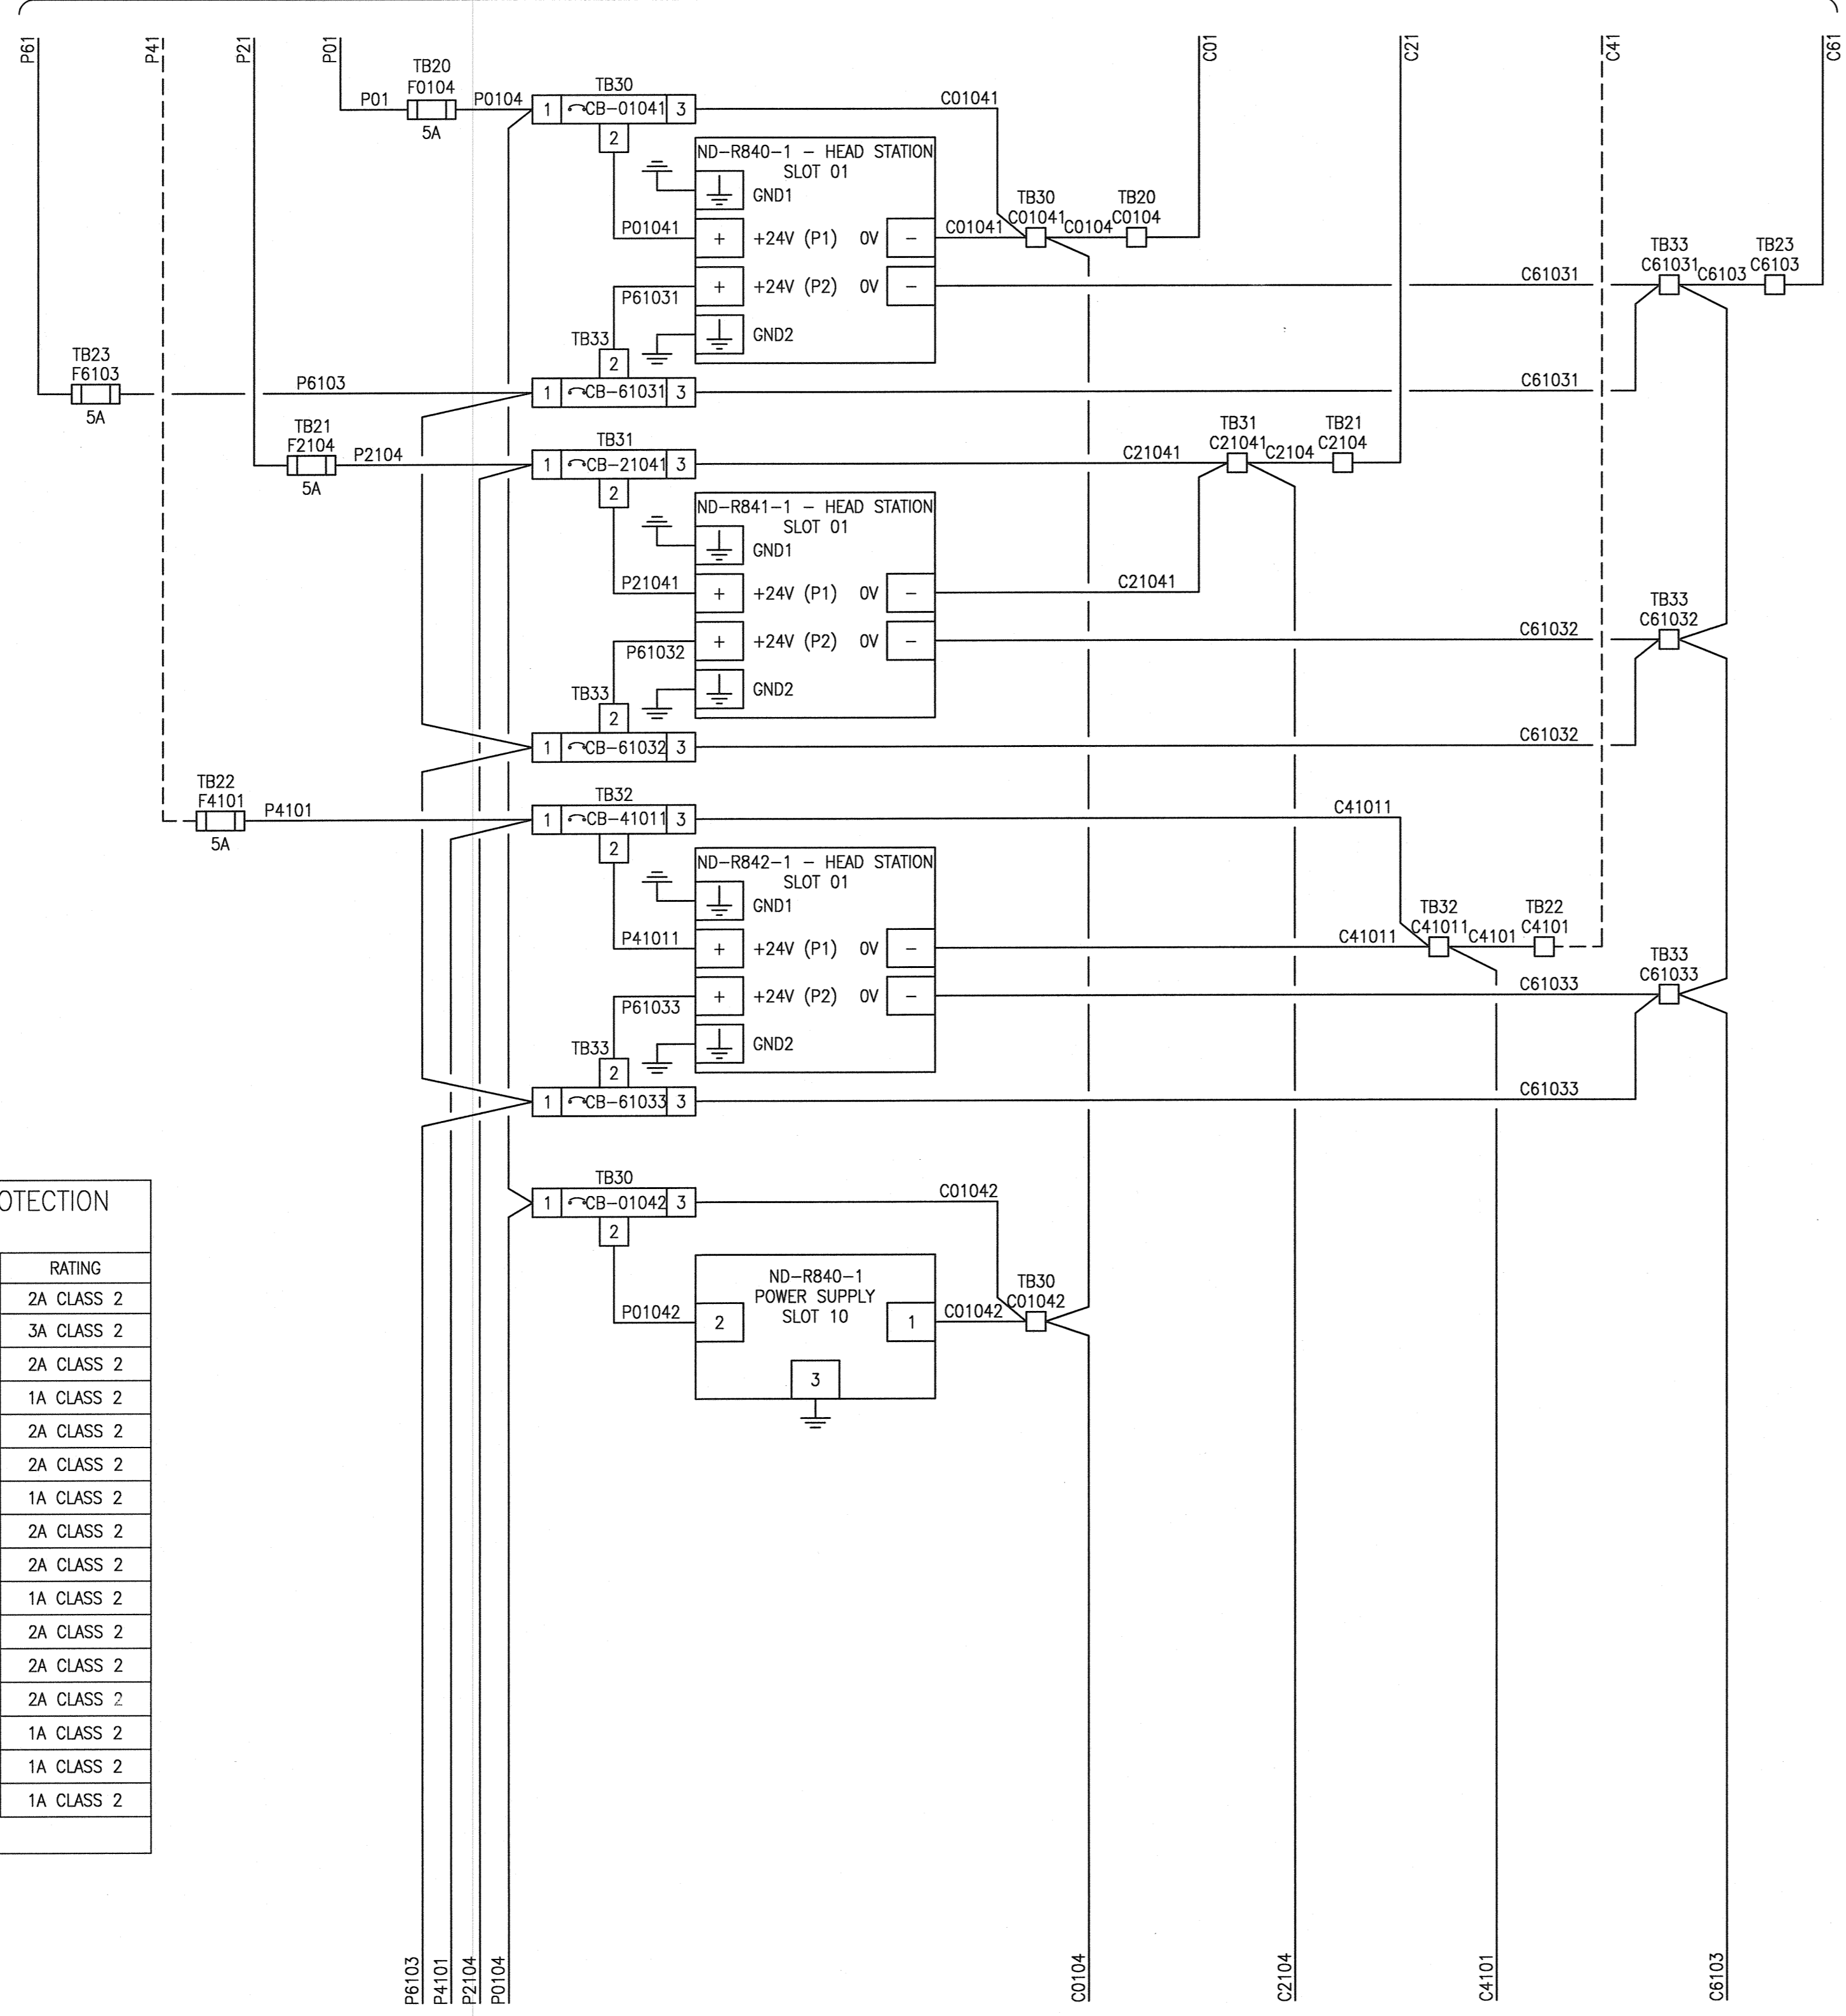 P61
P41
P21
P01
C01
C21
C41
C61
TB20
F0104
P01
P0104
5A
TB30
1 CB-01041 3
2
C01041
ND-R840-1 - HEAD STATION
SLOT 01
GND1
P01041
+ +24V (P1) 0V -
C01041
TB30
C01041
C0104
TB20
C0104
P61031
+ +24V (P2) 0V -
C61031
TB33
C61031
C6103
TB23
C6103
GND2
TB33
2
TB23
F6103
5A
P6103
1 CB-61031 3
C61031
TB21
F2104
5A
P2104
TB31
1 CB-21041 3
2
C21041
TB31
C21041
C2104
TB21
C2104
ND-R841-1 - HEAD STATION
SLOT 01
GND1
P21041
+ +24V (P1) 0V -
C21041
P61032
+ +24V (P2) 0V -
C61032
TB33
C61032
GND2
TB33
2
1 CB-61032 3
C61032
TB22
F4101
5A
P4101
TB32
1 CB-41011 3
2
C41011
ND-R842-1 - HEAD STATION
SLOT 01
GND1
P41011
+ +24V (P1) 0V -
C41011
TB32
C41011
C4101
TB22
C4101
P61033
+ +24V (P2) 0V -
C61033
TB33
C61033
GND2
TB33
2
1 CB-61033 3
C61033
TB30
1 CB-01042 3
2
C01042
ND-R840-1
POWER SUPPLY
SLOT 10
P01042
2
1
C01042
TB30
C01042
3
OTECTION
RATING
2A CLASS 2
3A CLASS 2
2A CLASS 2
1A CLASS 2
2A CLASS 2
2A CLASS 2
1A CLASS 2
2A CLASS 2
2A CLASS 2
1A CLASS 2
2A CLASS 2
2A CLASS 2
2A CLASS 2
1A CLASS 2
1A CLASS 2
1A CLASS 2
P6103
P4101
P2104
P0104
C0104
C2104
C4101
C6103